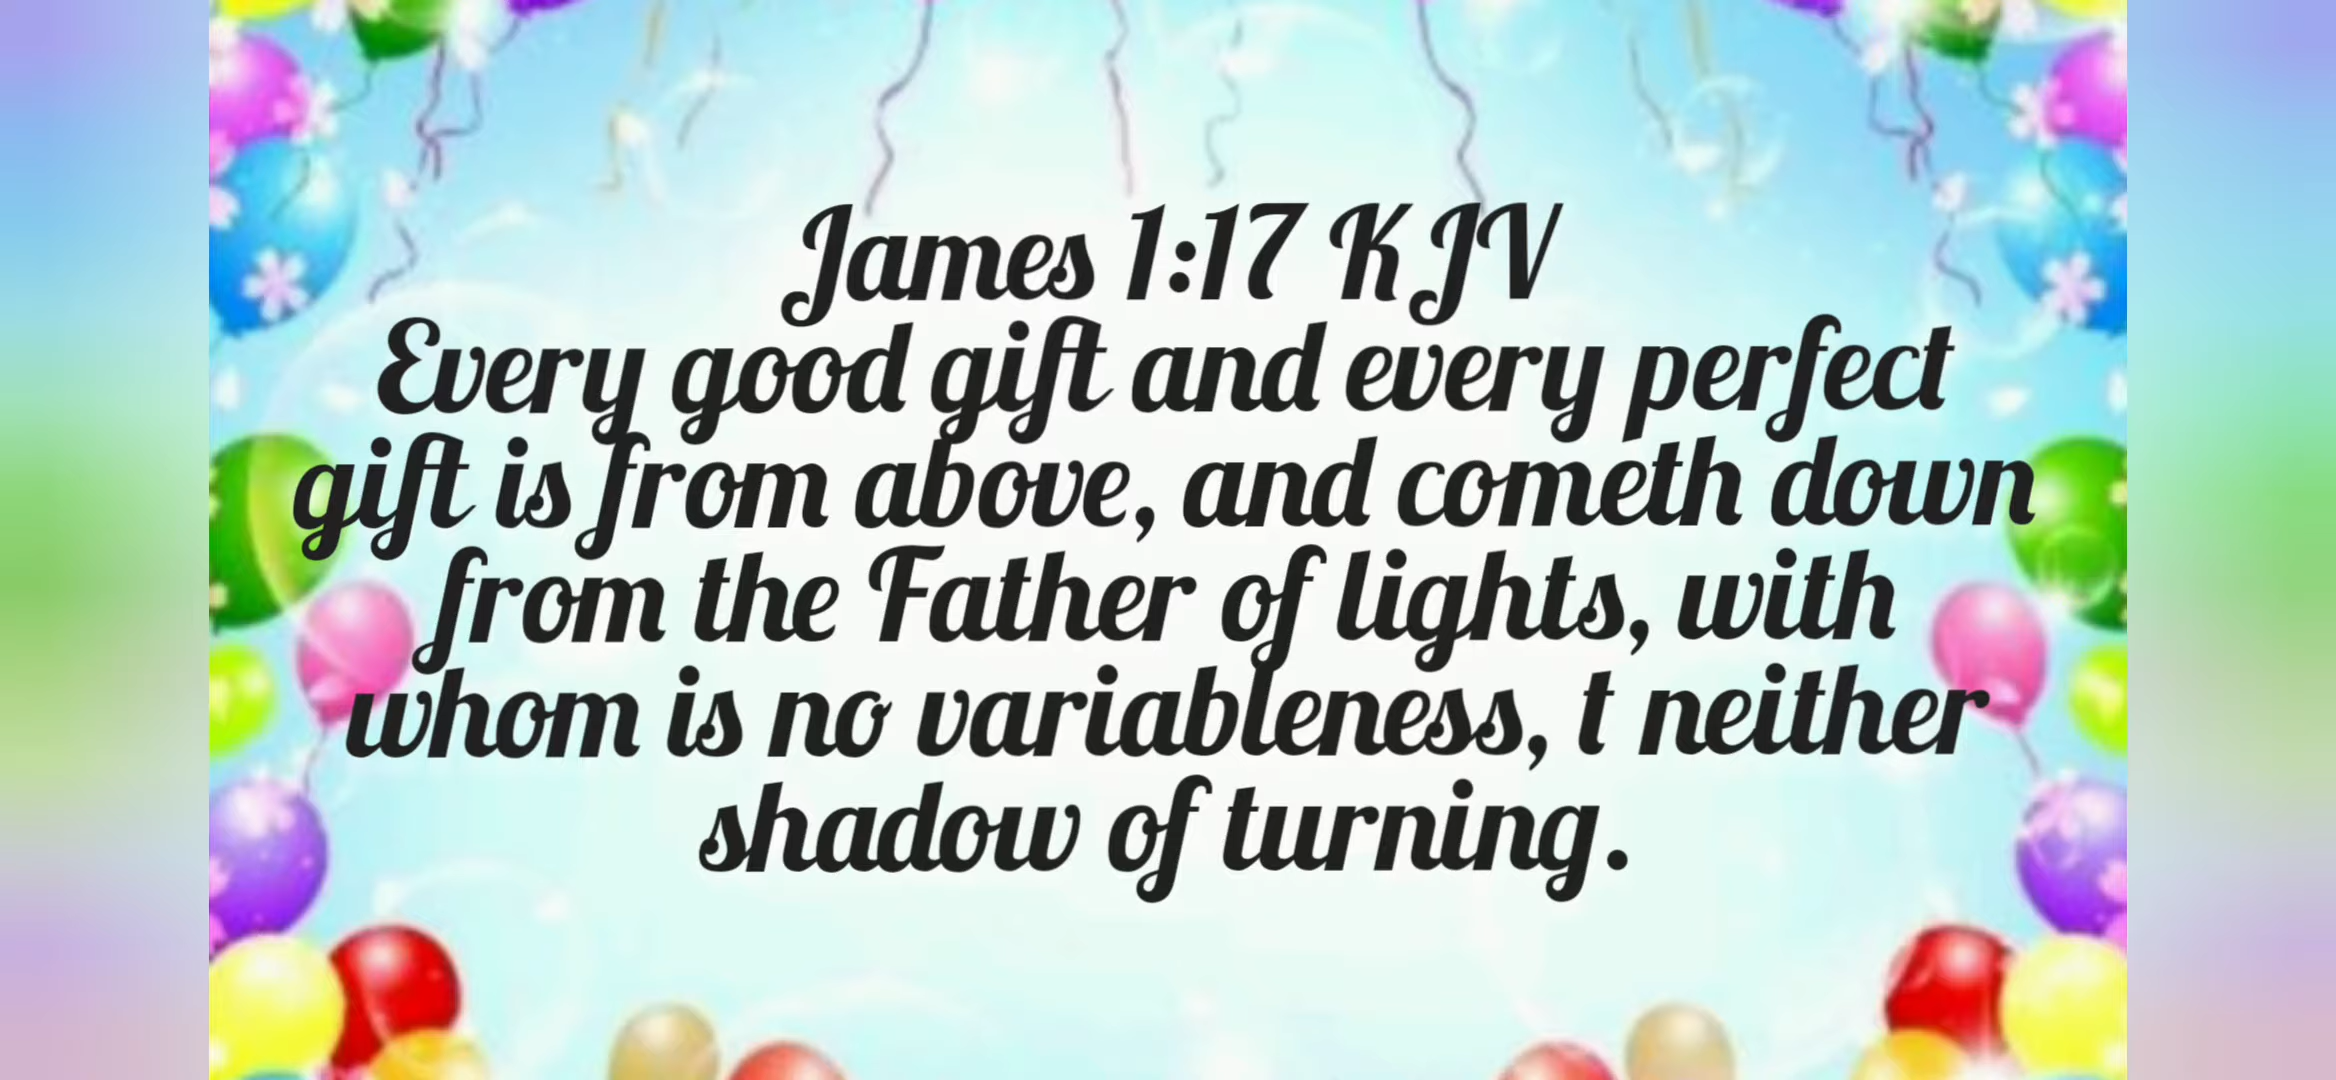 James 1:17 KJV
Every good gift and every perfect
gift is from above, and cometh down
from the Father of lights, with
whom is no variableness, t neither
shadow of turning.